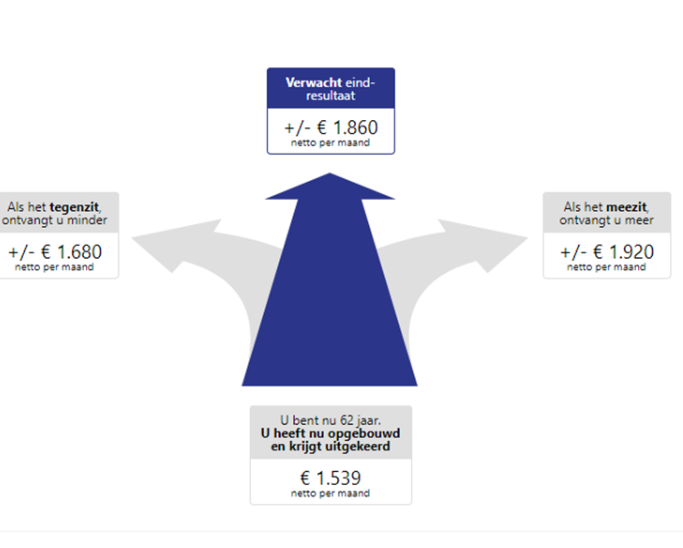 Verwacht eind-
resultaat
+/- € 1.860
netto per maand
Als het tegenzit,
ontvangt u minder
+/- € 1.680
netto per maand
Als het meezit,
ontvangt u meer
+/- € 1.920
netto per maand
U bent nu 62 jaar.
U heeft nu opgebouwd
en krijgt uitgekeerd
€ 1.539
netto per maand